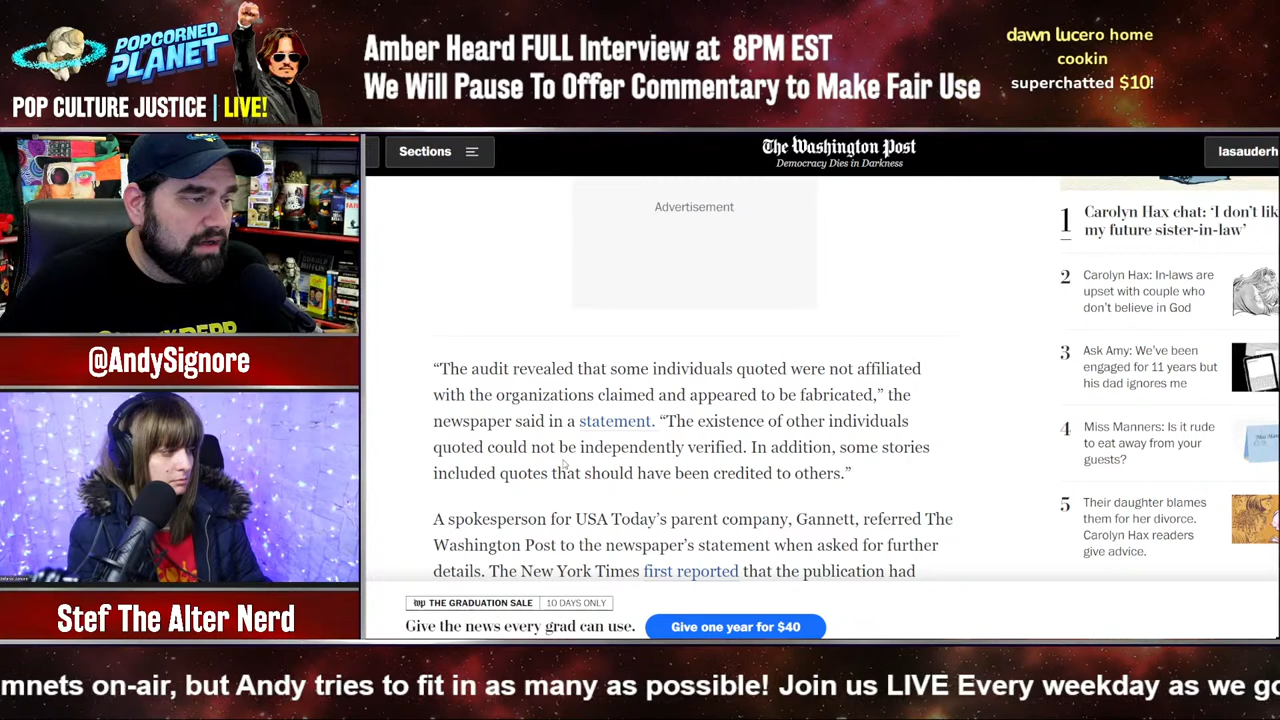 POPCORNED
PLANET
POP CULTURE JUSTICE | LIVE!
Amber Heard FULL Interview at 8PM EST
We Will Pause To Offer Commentary to Make Fair Use
dawn lucero home
cookin
superchatted $10!
@AndySignore
Stef The Alter Nerd
Sections
The Washington Post
Democracy Dies in Darkness
lasauderh
Advertisement
“The audit revealed that some individuals quoted were not affiliated
with the organizations claimed and appeared to be fabricated,” the
newspaper said in a statement. “The existence of other individuals
quoted could not be independently verified. In addition, some stories
included quotes that should have been credited to others.”
A spokesperson for USA Today’s parent company, Gannett, referred The
Washington Post to the newspaper’s statement when asked for further
details. The New York Times first reported that the publication had
1
Carolyn Hax chat: ‘I don’t lik
my future sister-in-law’
2
Carolyn Hax: In-laws are
upset with couple who
don’t believe in God
3
Ask Amy: We’ve been
engaged for 11 years but
his dad ignores me
4
Miss Manners: Is it rude
to eat away from your
guests?
5
Their daughter blames
them for her divorce.
Carolyn Hax readers
give advice.
wp THE GRADUATION SALE | 10 DAYS ONLY
Give the news every grad can use.
Give one year for $40
mnets on-air, but Andy tries to fit in as many as possible! Join us LIVE Every weekday as we go